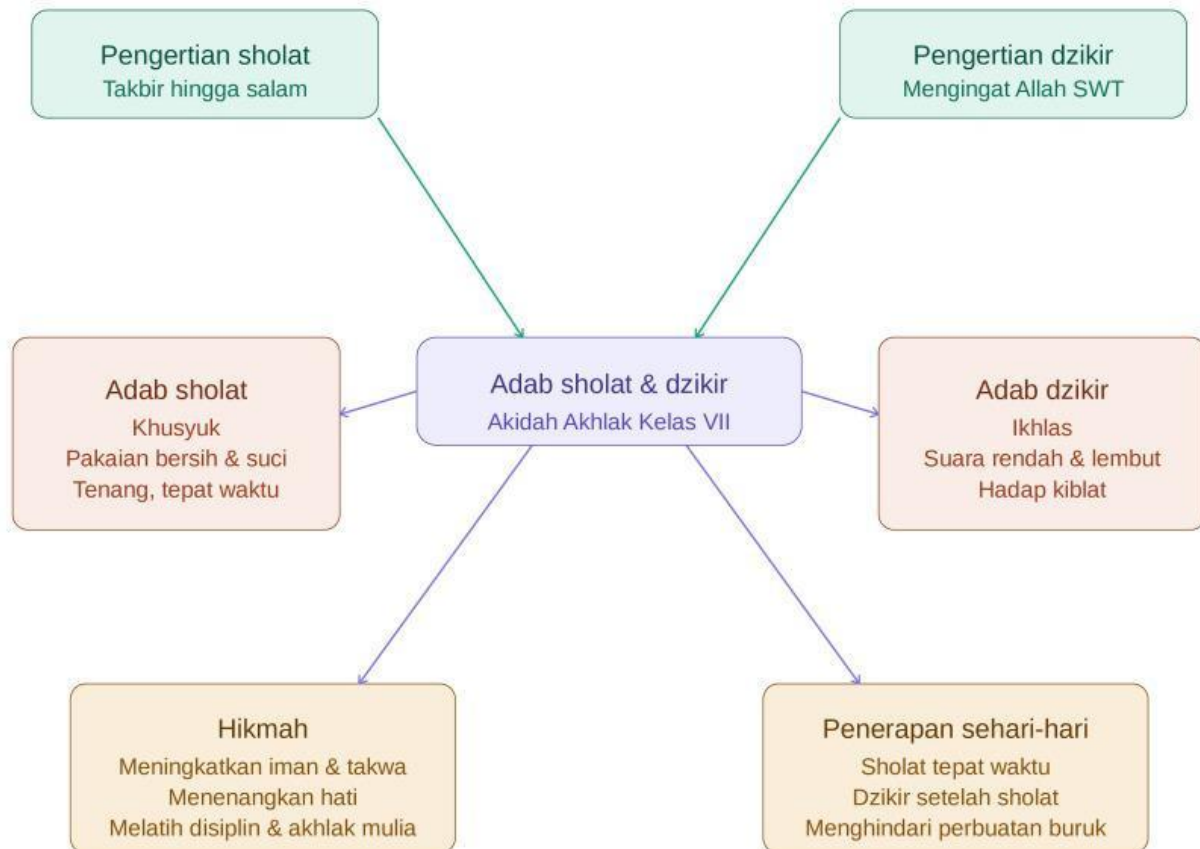 Pengertian sholat
Takbir hingga salam
Pengertian dzikir
Mengingat Allah SWT
Adab sholat
Khusyuk
Pakaian bersih & suci
Tenang, tepat waktu
Adab sholat & dzikir
Akidah Akhlak Kelas VII
Adab dzikir
Ikhlas
Suara rendah & lembut
Hadap kiblat
Hikmah
Meningkatkan iman & takwa
Menenangkan hati
Melatih disiplin & akhlak mulia
Penerapan sehari-hari
Sholat tepat waktu
Dzikir setelah sholat
Menghindari perbuatan buruk